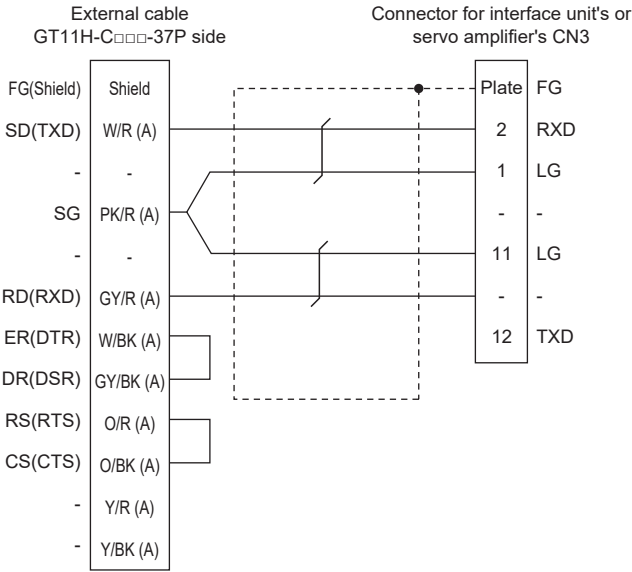 External cable
GT11H-C□□□-37P side
Connector for interface unit's or
servo amplifier's CN3
FG(Shield) Shield Plate FG
SD(TXD) W/R (A) 2 RXD
- - 1 LG
SG PK/R (A) - -
- - 11 LG
RD(RXD) GY/R (A) - -
ER(DTR) W/BK (A) 12 TXD
DR(DSR) GY/BK (A)
RS(RTS) O/R (A)
CS(CTS) O/BK (A)
- Y/R (A)
- Y/BK (A)